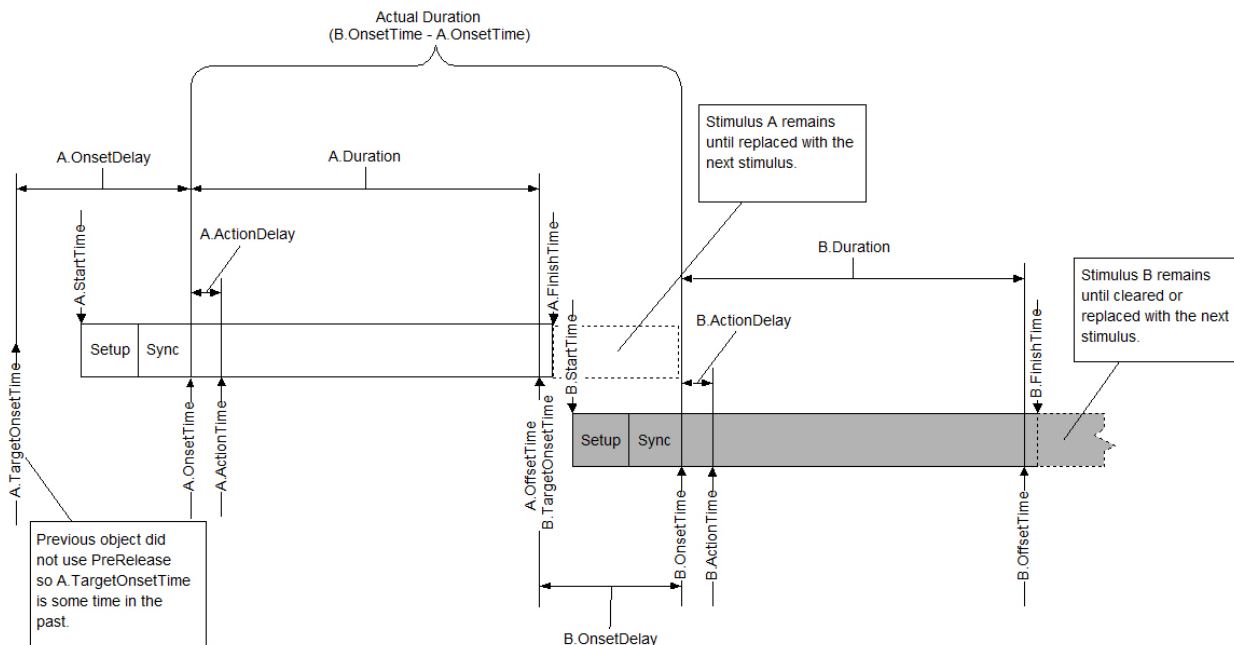 Actual Duration
(B.OnsetTime - A.OnsetTime)
Stimulus A remains
until replaced with the
next stimulus.
A.OnsetDelay
A.Duration
A.StartTime
A.ActionDelay
A.FinishTime
B.Duration
Stimulus B remains
until cleared or
replaced with the next
stimulus.
Setup
Sync
B.StartTime
B.ActionDelay
B.FinishTime
A.TargetOnsetTime
A.OnsetTime
A.ActionTime
A.OffsetTime
B.TargetOnsetTime
Setup
Sync
B.OnsetTime
B.ActionTime
B.OffsetTime
Previous object did
not use PreRelease
so A.TargetOnsetTime
is some time in the
past.
B.OnsetDelay